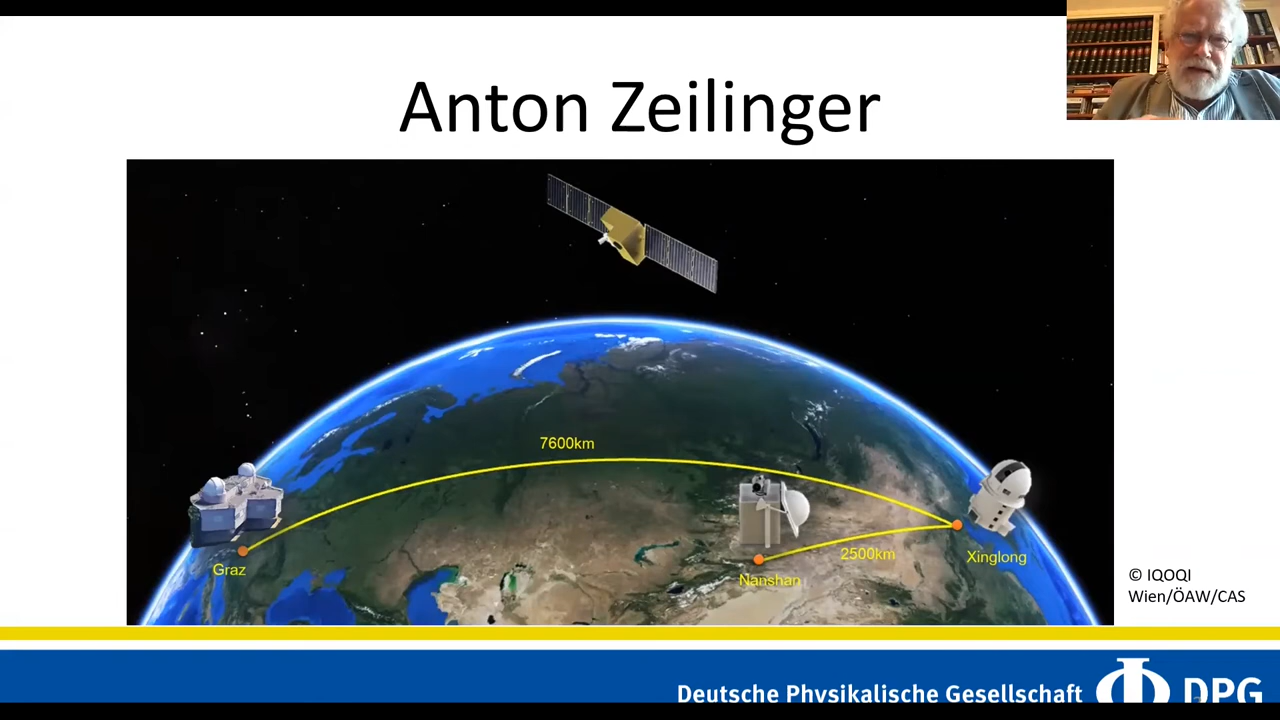 Anton Zeilinger
7600km
2500km
Graz
Nanshan
Xinglong
© IQOQI
Wien/ÖAW/CAS
Deutsche Physikalische Gesellschaft
DPG